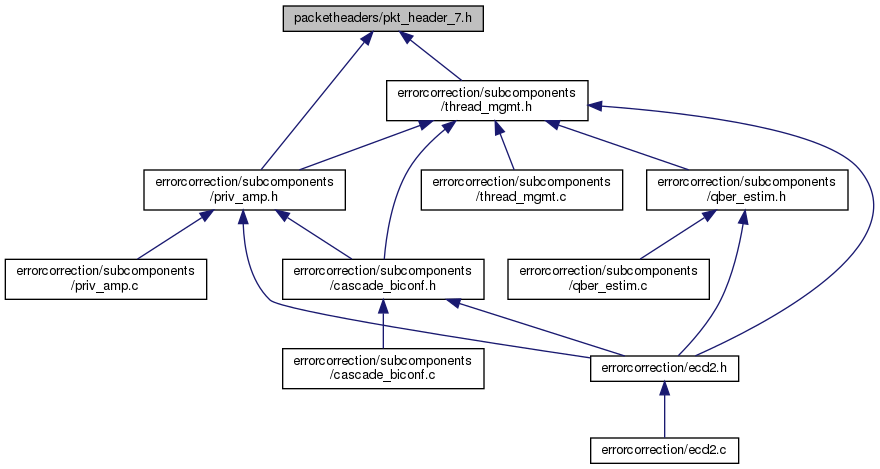 packetheaders/pkt_header_7.h
errorcorrection/subcomponents
/thread_mgmt.h
errorcorrection/subcomponents
/priv_amp.h
errorcorrection/subcomponents
/thread_mgmt.c
errorcorrection/subcomponents
/qber_estim.h
errorcorrection/subcomponents
/priv_amp.c
errorcorrection/subcomponents
/cascade_biconf.h
errorcorrection/subcomponents
/qber_estim.c
errorcorrection/subcomponents
/cascade_biconf.c
errorcorrection/ecd2.h
errorcorrection/ecd2.c